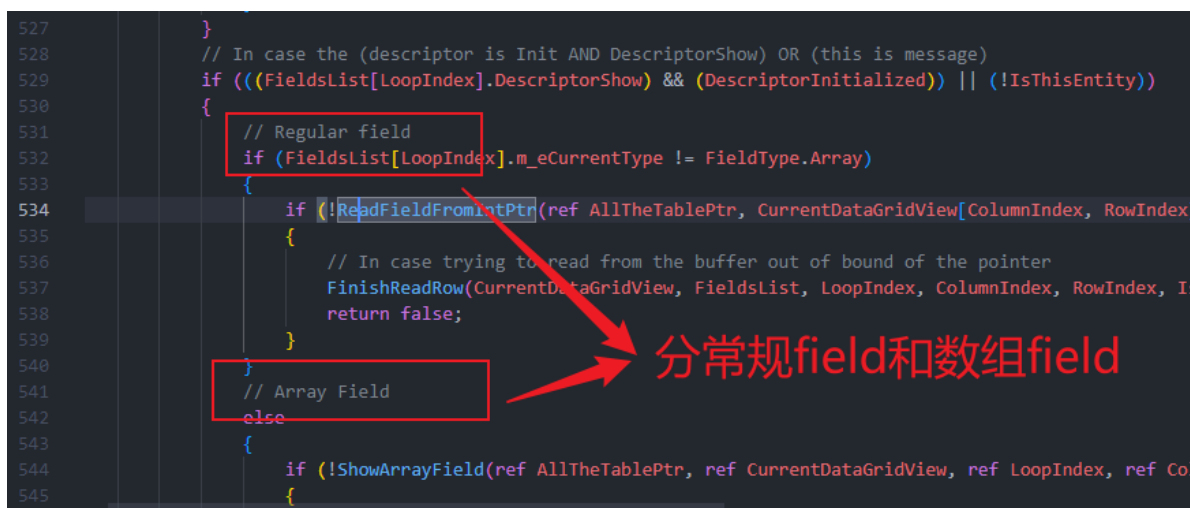 527 }
528 // In case the (descriptor is Init AND DescriptorShow) OR (this is message)
529 if (((FieldsList[LoopIndex].DescriptorShow) && (DescriptorInitialized)) || (!IsThisEntity))
530 {
531 // Regular field
532 if (FieldsList[LoopIndex].m_eCurrentType != FieldType.Array)
533 {
534 if (!ReadFieldFromIntPtr(ref AllTheTablePtr, CurrentDataGridView[ColumnIndex, RowIndex
535 {
536 // In case trying to read from the buffer out of bound of the pointer
537 FinishReadRow(CurrentDataGridView, FieldsList, LoopIndex, ColumnIndex, RowIndex, I
538 return false;
539 }
分常规field和数组field
540 }
541 // Array Field
542 else
543 {
544 if (!ShowArrayField(ref AllTheTablePtr, ref CurrentDataGridView, ref LoopIndex, ref Co
545 {